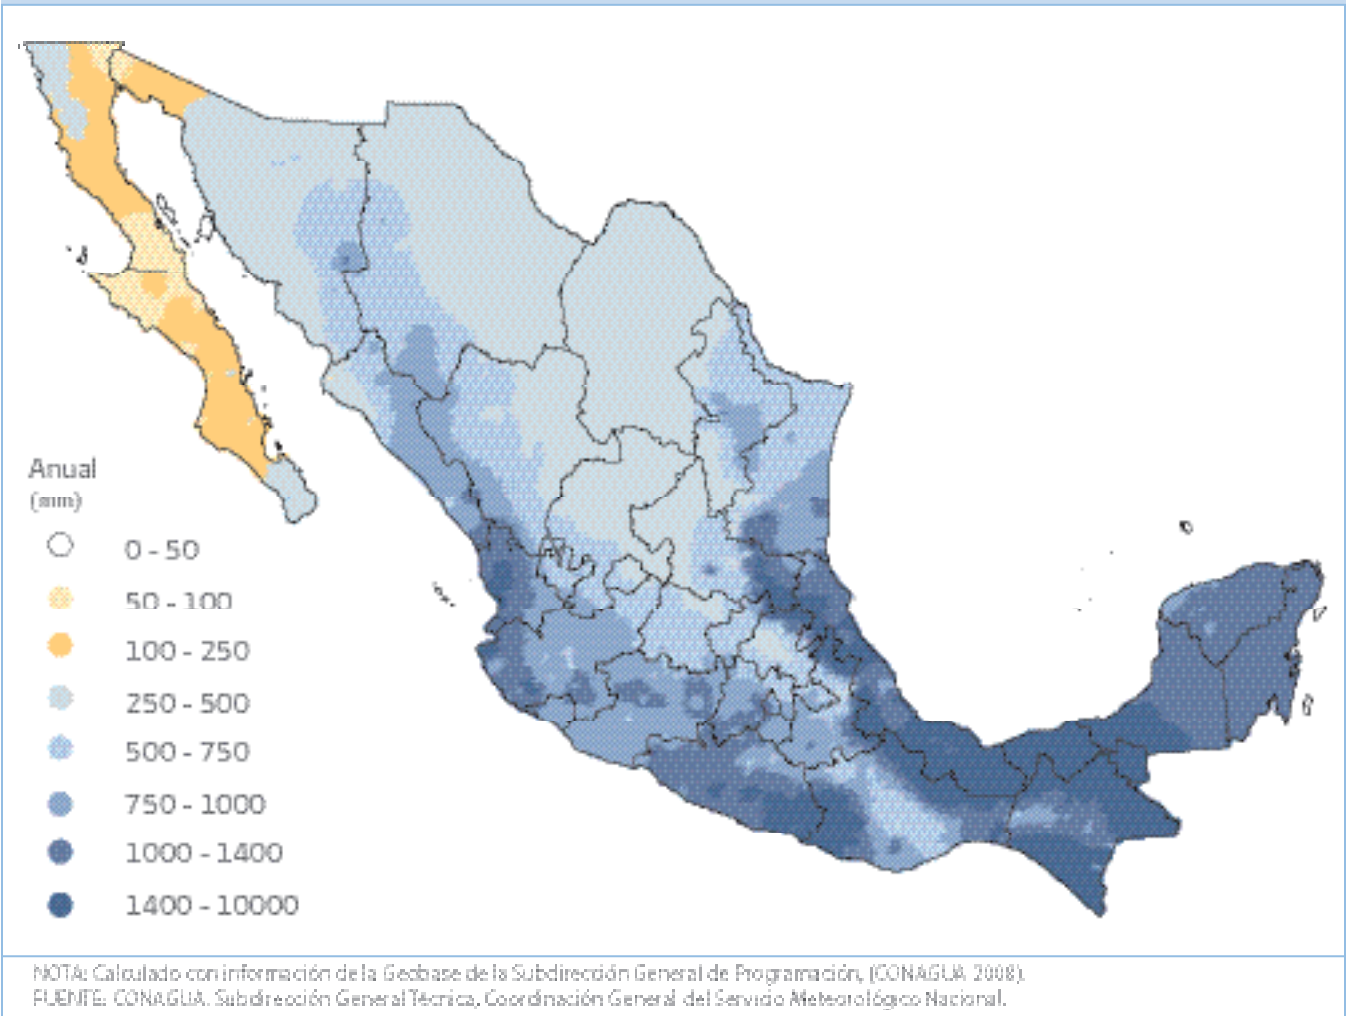 Anual
(mm)
0 - 50
50 - 100
100 - 250
250 - 500
500 - 750
750 - 1000
1000 - 1400
1400 - 10000
NOTA: Calculado con información de la Geobase de la Subdirección General de Programación, (CONAGUA 2008).
FUENTE: CONAGUA. Subdirección General Técnica, Coordinación General del Servicio Meteorológico Nacional.